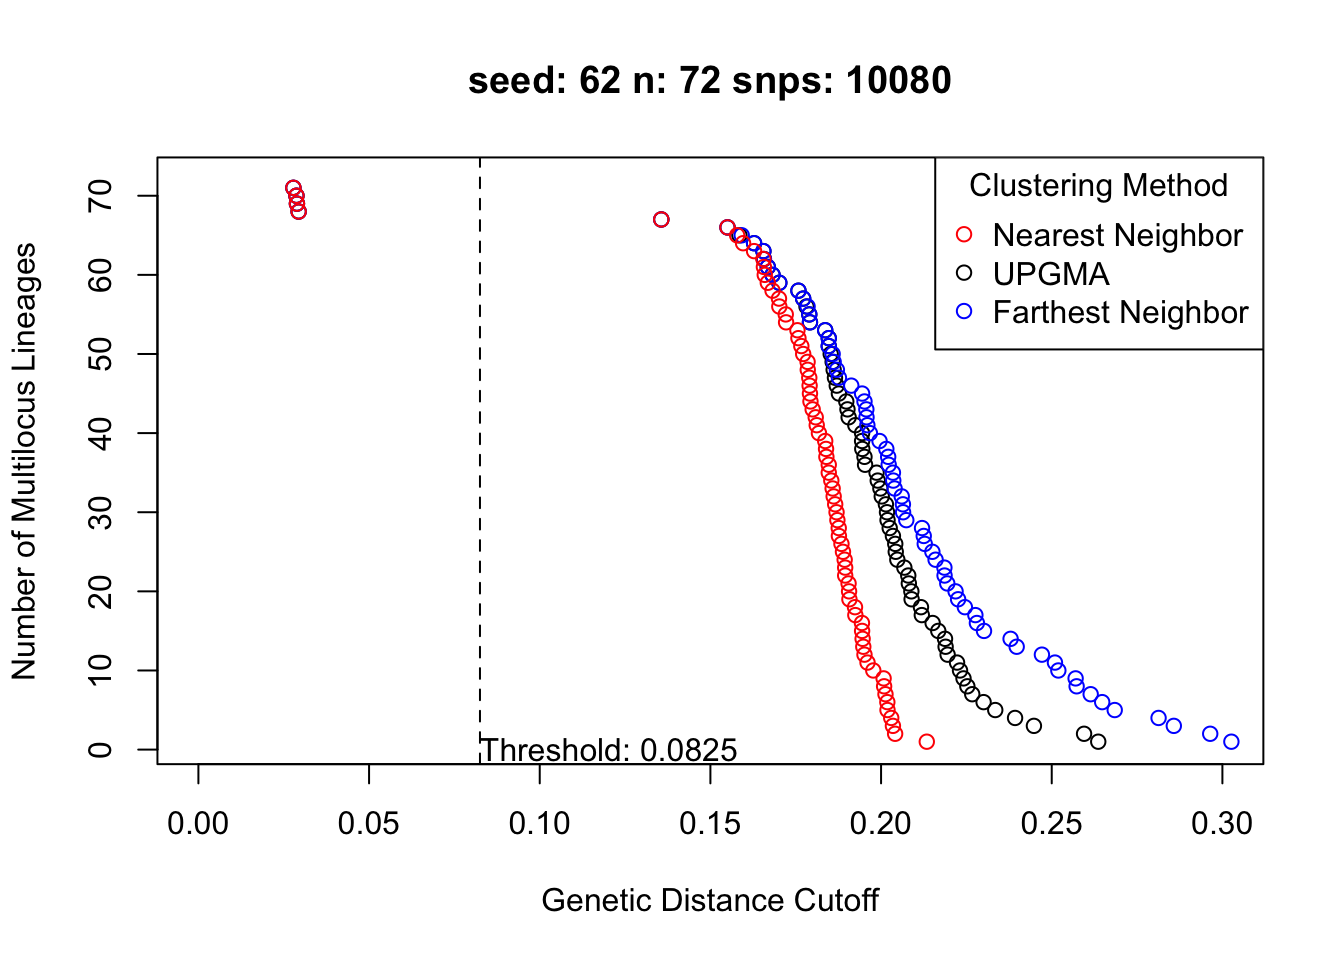 seed: 62 n: 72 snps: 10080
Clustering Method
Nearest Neighbor
UPGMA
Farthest Neighbor
Number of Multilocus Lineages
70
60
50
40
30
20
10
0
Threshold: 0.0825
0.00 0.05 0.10 0.15 0.20 0.25 0.30
Genetic Distance Cutoff